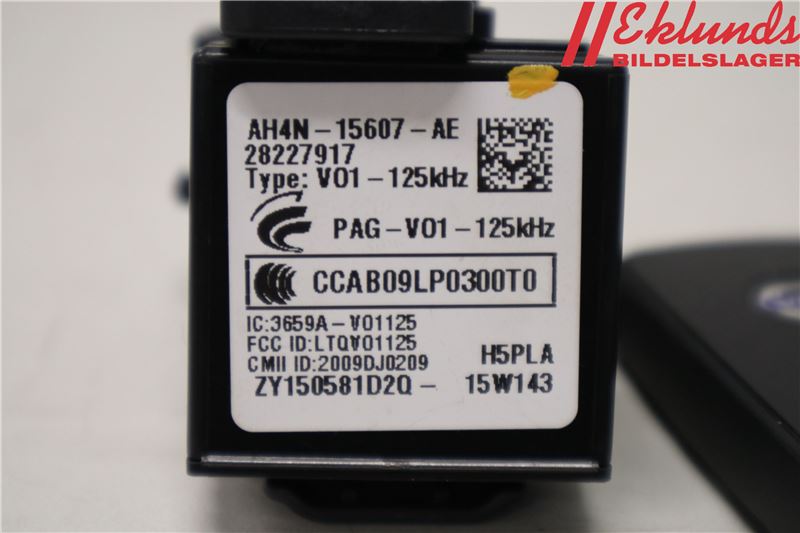 Eklunds
BILDELSLAGER
AH4N-15607-AE
28227917
Type: V01-125kHz
PAG-V01-125kHz
CCAB09LP0300T0
IC:3659A-V01125
FCC ID:LTQV01125
CMII ID:2009DJ0209
H5PLA
ZY150581D2Q- 15W143